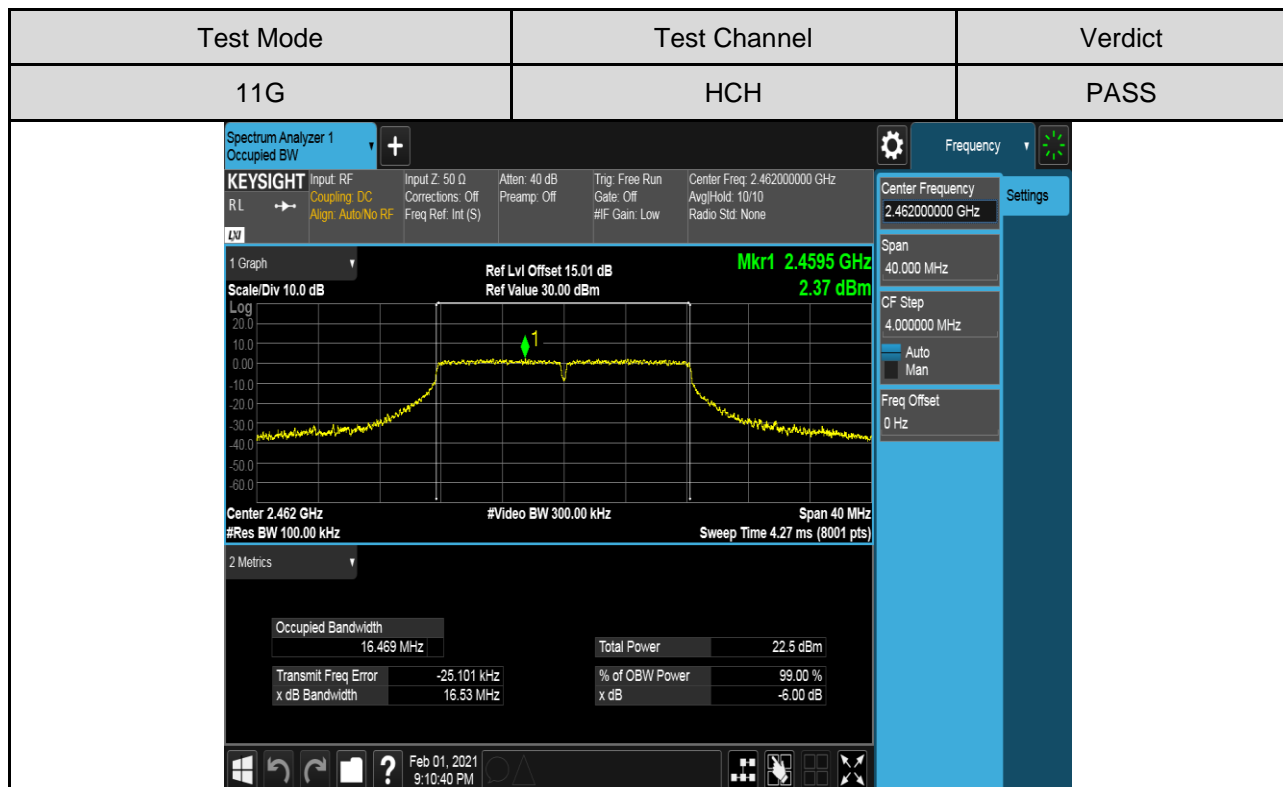 Test Mode Test Channel Verdict
11G HCH PASS
Spectrum Analyzer 1
Occupied BW
+
Frequency
KEYSIGHT Input: RF Input Z: 50 Ω Atten: 40 dB Trig: Free Run Center Freq: 2.462000000 GHz
RL Coupling: DC Corrections: Off Preamp: Off Gate: Off Avg|Hold: 10/10
Align: Auto/No RF Freq Ref: Int (S) #IF Gain: Low Radio Std: None
LXI
Center Frequency
2.462000000 GHz
Settings
Span
40.000 MHz
CF Step
4.000000 MHz
Auto
Man
Freq Offset
0 Hz
1 Graph
Ref Lvl Offset 15.01 dB
Mkr1 2.4595 GHz
Scale/Div 10.0 dB Ref Value 30.00 dBm 2.37 dBm
Log
20.0
10.0
0.00
-10.0
-20.0
-30.0
-40.0
-50.0
-60.0
1
Center 2.462 GHz #Video BW 300.00 kHz Span 40 MHz
#Res BW 100.00 kHz Sweep Time 4.27 ms (8001 pts)
2 Metrics
Occupied Bandwidth
16.469 MHz
Total Power 22.5 dBm
Transmit Freq Error -25.101 kHz % of OBW Power 99.00 %
x dB Bandwidth 16.53 MHz x dB -6.00 dB
?
Feb 01, 2021
9:10:40 PM